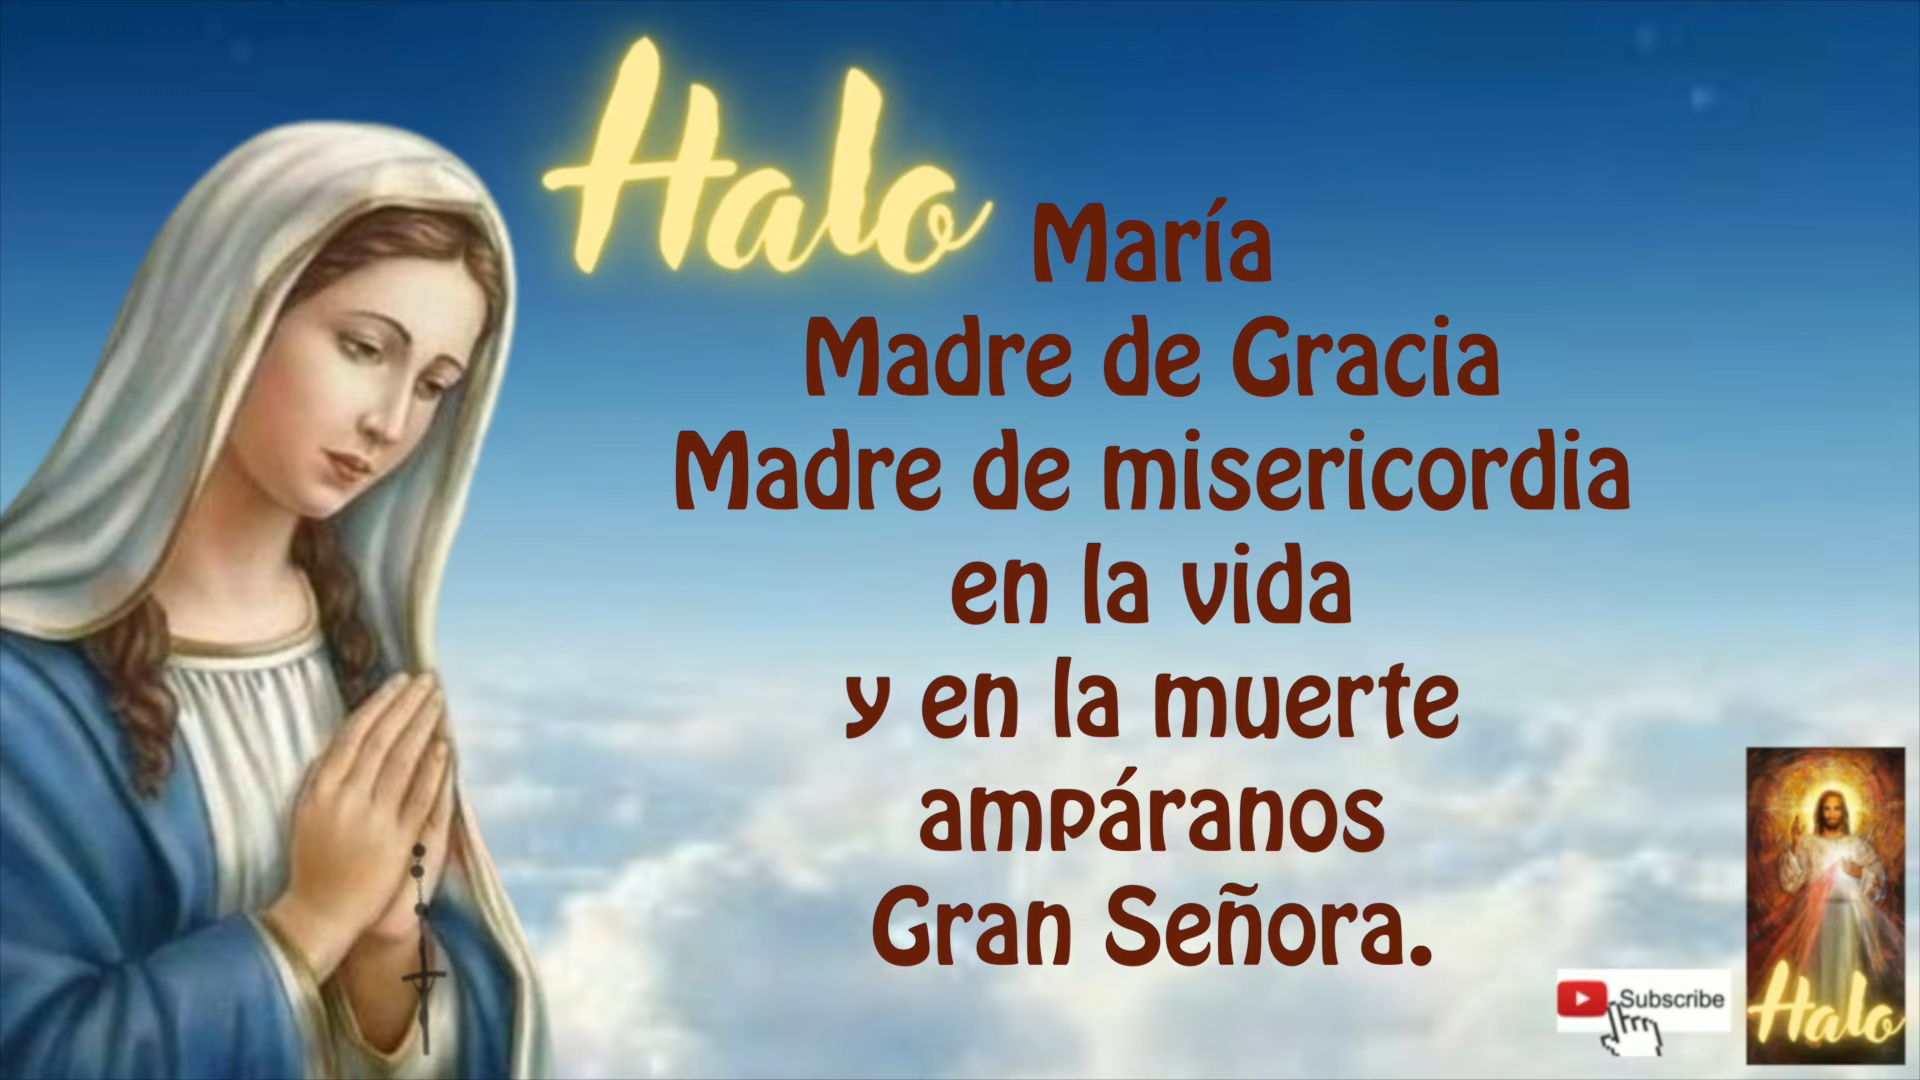 Halo
María
Madre de Gracia
Madre de misericordia
en la vida
y en la muerte
ampáranos
Gran Señora.
Subscribe
Halo